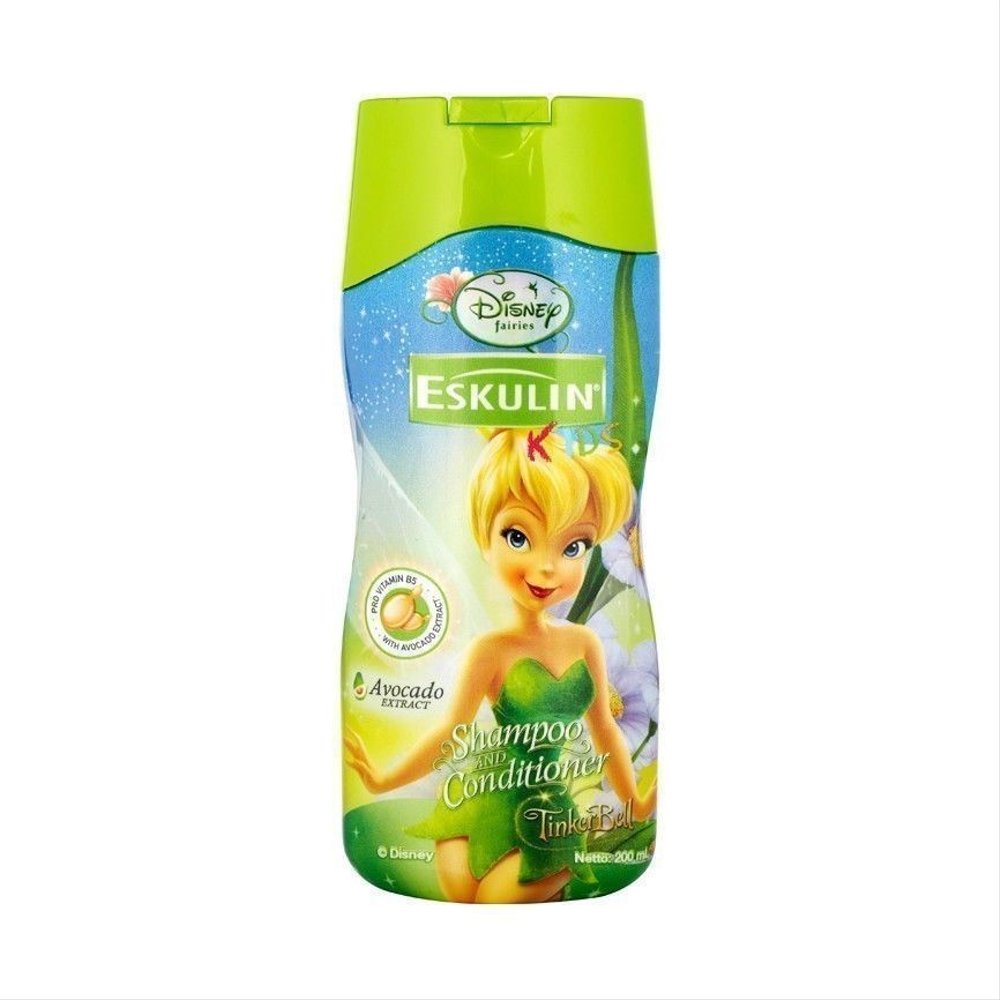 Disney
fairies
ESKULIN®
KIDS
PRO VITAMIN B5
WITH AVOCADO EXTRACT
Avocado
EXTRACT
Shampoo
AND
Conditioner
TinkerBell
© Disney
Netto: 200 ml